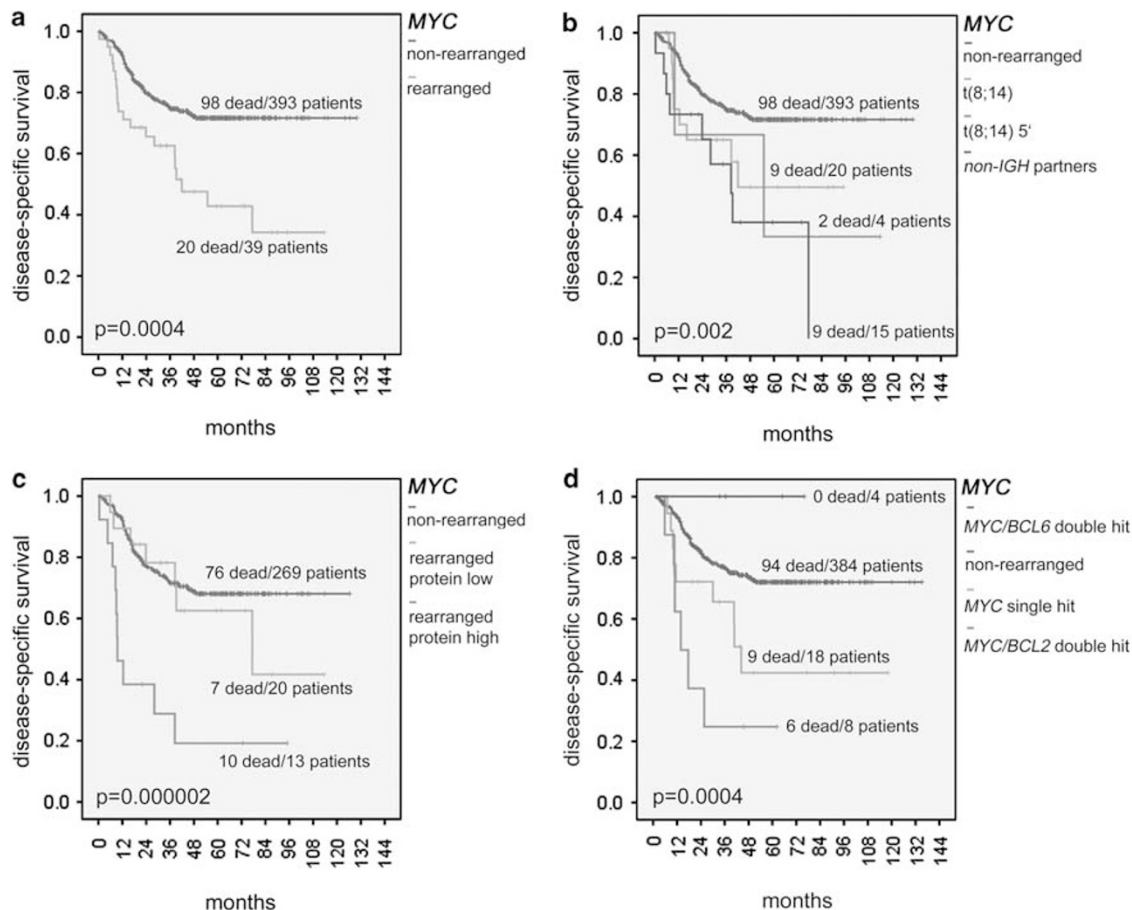 a
MYC
non-rearranged
rearranged
disease-specific survival
1.0
0.8
0.6
0.4
0.2
0.0
98 dead/393 patients
20 dead/39 patients
p=0.0004
0 12 24 36 48 60 72 84 96 108 120 132 144
months
b
MYC
non-rearranged
t(8;14)
t(8;14) 5'
non-IGH partners
disease-specific survival
1.0
0.8
0.6
0.4
0.2
0.0
98 dead/393 patients
9 dead/20 patients
2 dead/4 patients
9 dead/15 patients
p=0.002
0 12 24 36 48 60 72 84 96 108 120 132 144
months
c
MYC
non-rearranged
rearranged
protein low
rearranged
protein high
disease-specific survival
1.0
0.8
0.6
0.4
0.2
0.0
76 dead/269 patients
7 dead/20 patients
10 dead/13 patients
p=0.000002
0 12 24 36 48 60 72 84 96 108 120 132 144
months
d
MYC
MYC/BCL6 double hit
non-rearranged
MYC single hit
MYC/BCL2 double hit
disease-specific survival
1.0
0.8
0.6
0.4
0.2
0.0
0 dead/4 patients
94 dead/384 patients
9 dead/18 patients
6 dead/8 patients
p=0.0004
0 12 24 36 48 60 72 84 96 108 120 132 144
months